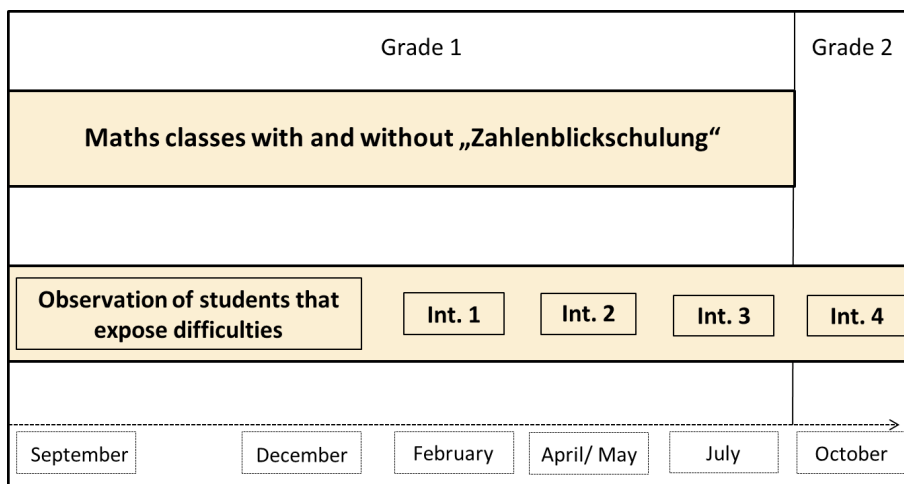 Grade 1
Grade 2
Maths classes with and without „Zahlenblickschulung“
Observation of students that
expose difficulties
Int. 1
Int. 2
Int. 3
Int. 4
September
December
February
April/ May
July
October